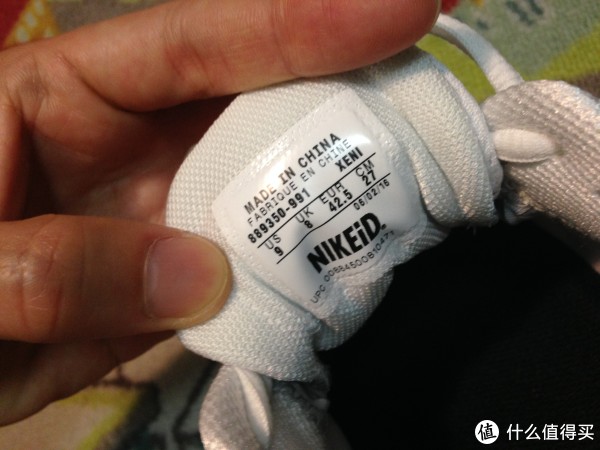 MADE IN CHINA
FABRIQUE EN CHINE
889350-991 XENI
US UK EUR CM
9 8 42.5 27
06/02/16
NIKEiD.
UPC
值 什么值得买